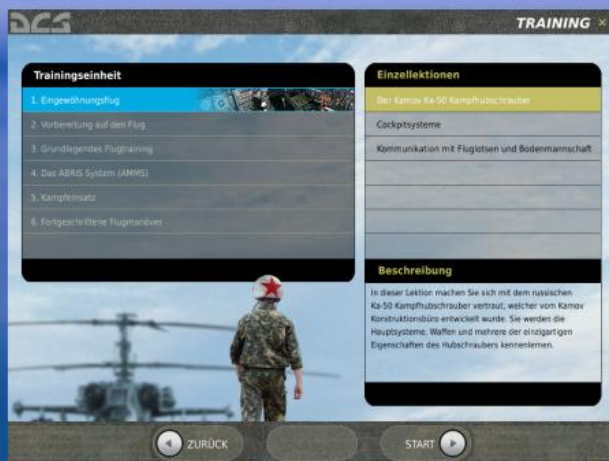 DCS
TRAINING ×
Trainingseinheit
1. Eingewöhnungsflug
2. Vorbereitung auf den Flug
3. Grundlegendes Flugtraining
4. Das ABRIS System (AMMS)
5. Kampfeinsatz
6. Fortgeschrittene Flugmanöver
Einzellektionen
Der Kamov Ka-50 Kampfhubschrauber
Cockpitsysteme
Kommunikation mit Fluglotsen und Bodenmannschaft
Beschreibung
In dieser Lektion machen Sie sich mit dem russischen
Ka-50 Kampfhubschrauber vertraut, welcher vom Kamov
Konstruktionsbüro entwickelt wurde. Sie werden die
Hauptsysteme, Waffen und mehrere der einzigartigen
Eigenschaften des Hubschraubers kennenlernen.
ZURÜCK
START